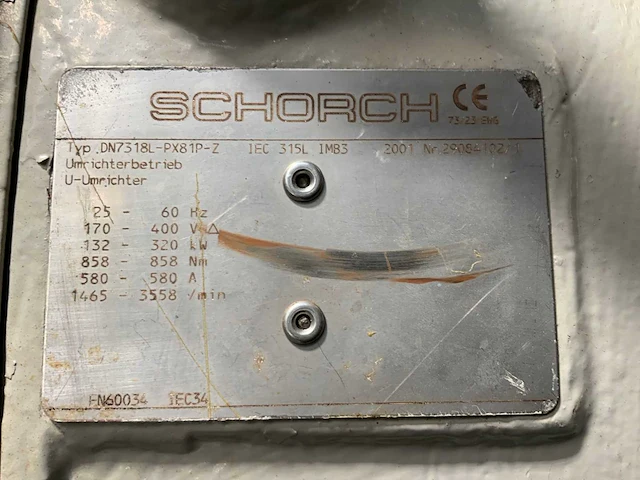 SCHORCH CE
73/23 EWG
Typ DN7318L-PX81P-Z IEC 315L IMB3 2001 Nr.
Umrichterbetrieb
U-Umrichter
25 - 60 Hz
170 - 400 V △
132 - 320 kW
858 - 858 Nm
580 - 580 A
1465 - 3558 /min
EN60034 IEC34